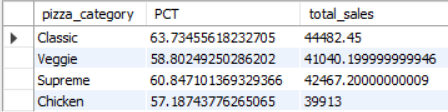 pizza_category PCT total_sales
Classic 63.73455618232705 44482.45
Veggie 58.80249250286202 41040.199999999946
Supreme 60.847101369329366 42467.20000000009
Chicken 57.18743776265065 39913